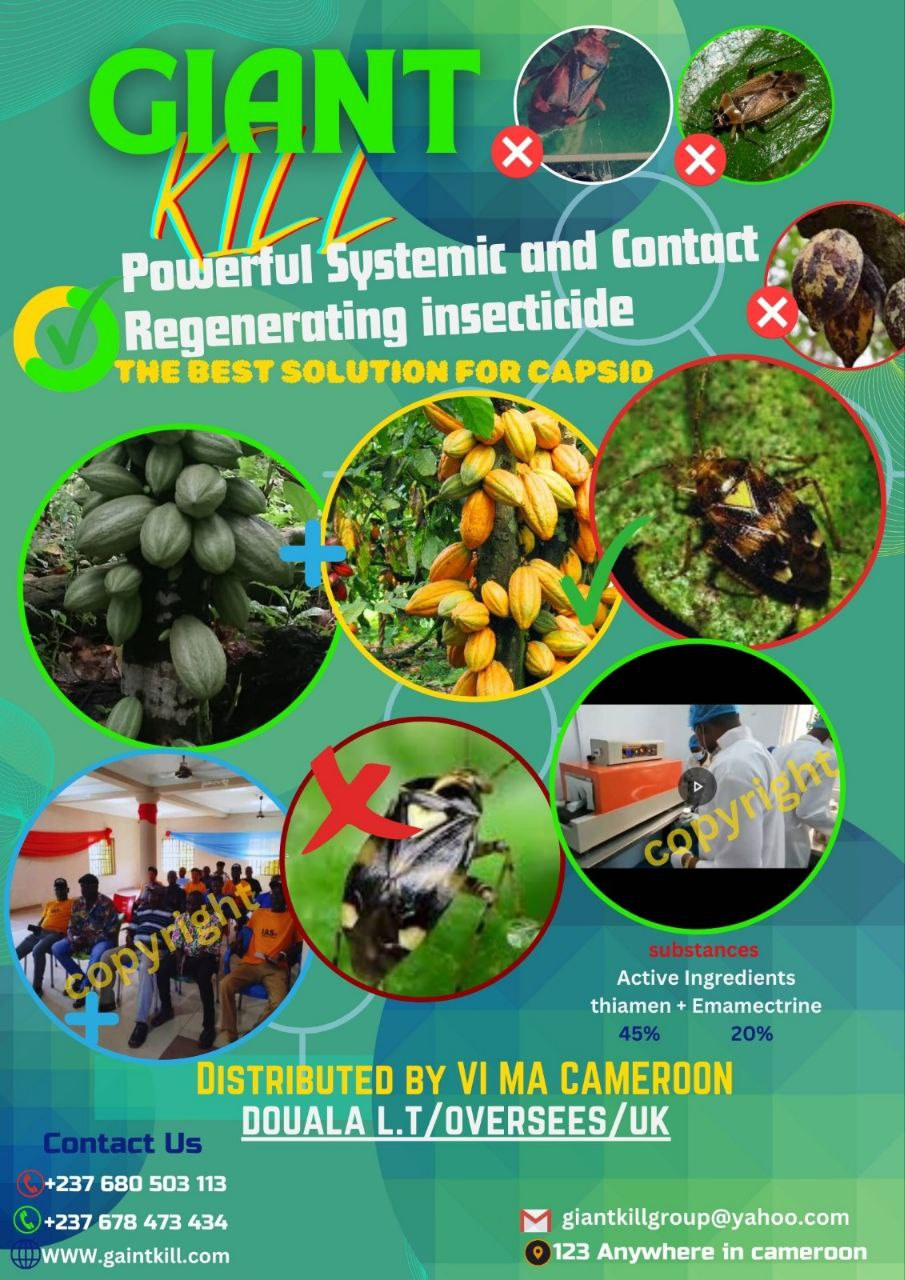 GIANT
KILL
Powerful Systemic and Contact
Regenerating insecticide
THE BEST SOLUTION FOR CAPSID
copyright
copyright
IAS
substances
Active Ingredients
thiamen + Emamectrine
45% 20%
DISTRIBUTED BY VI MA CAMEROON
DOUALA L.T/OVERSEES/UK
Contact Us
+237 680 503 113
+237 678 473 434
WWW.gaintkill.com
giantkillgroup@yahoo.com
123 Anywhere in cameroon